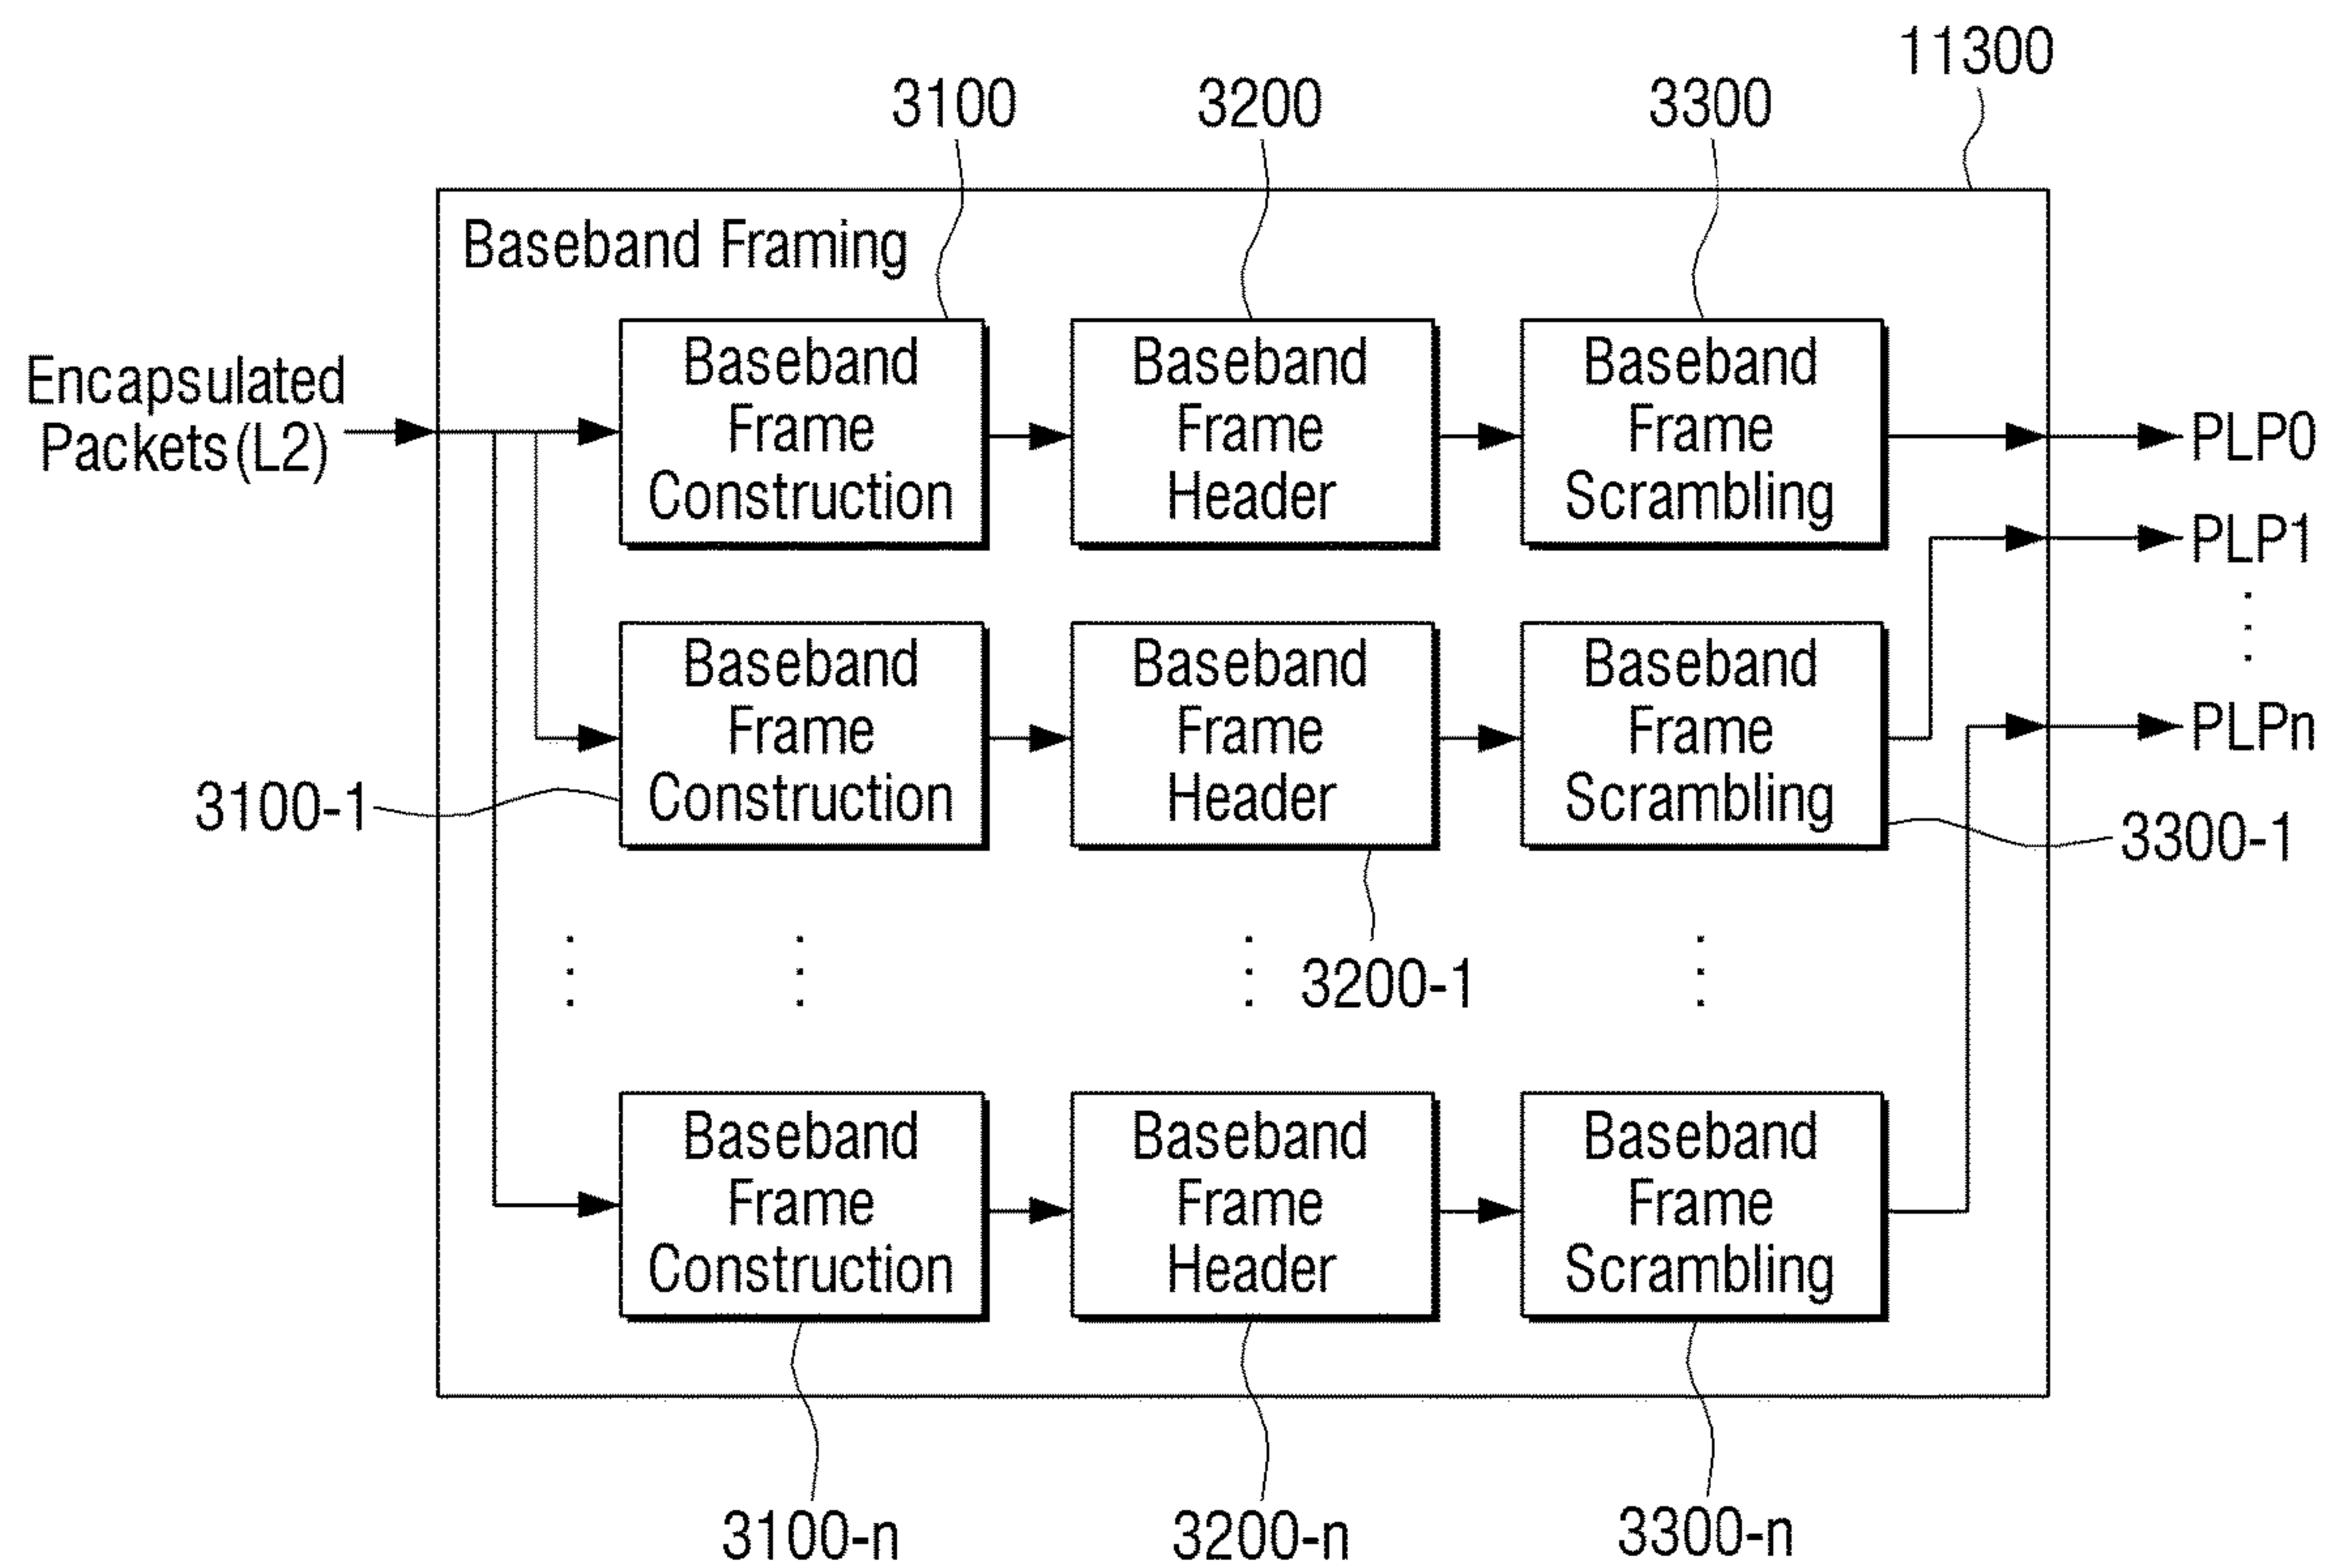 11300
3100
3200
3300
Baseband Framing
Encapsulated
Packets(L2)
Baseband
Frame
Construction
Baseband
Frame
Header
Baseband
Frame
Scrambling
PLP0
PLP1
PLPn
Baseband
Frame
Construction
Baseband
Frame
Header
Baseband
Frame
Scrambling
3100-1
3300-1
3200-1
Baseband
Frame
Construction
Baseband
Frame
Header
Baseband
Frame
Scrambling
3100-n
3200-n
3300-n